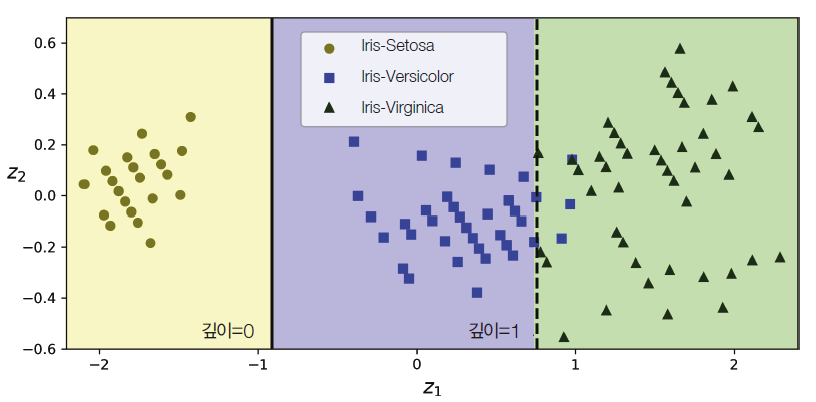 Iris-Setosa
Iris-Versicolor
Iris-Virginica
0.6
0.4
0.2
0.0
−0.2
−0.4
−0.6
z2
깊이=0
깊이=1
−2
−1
0
1
2
z1